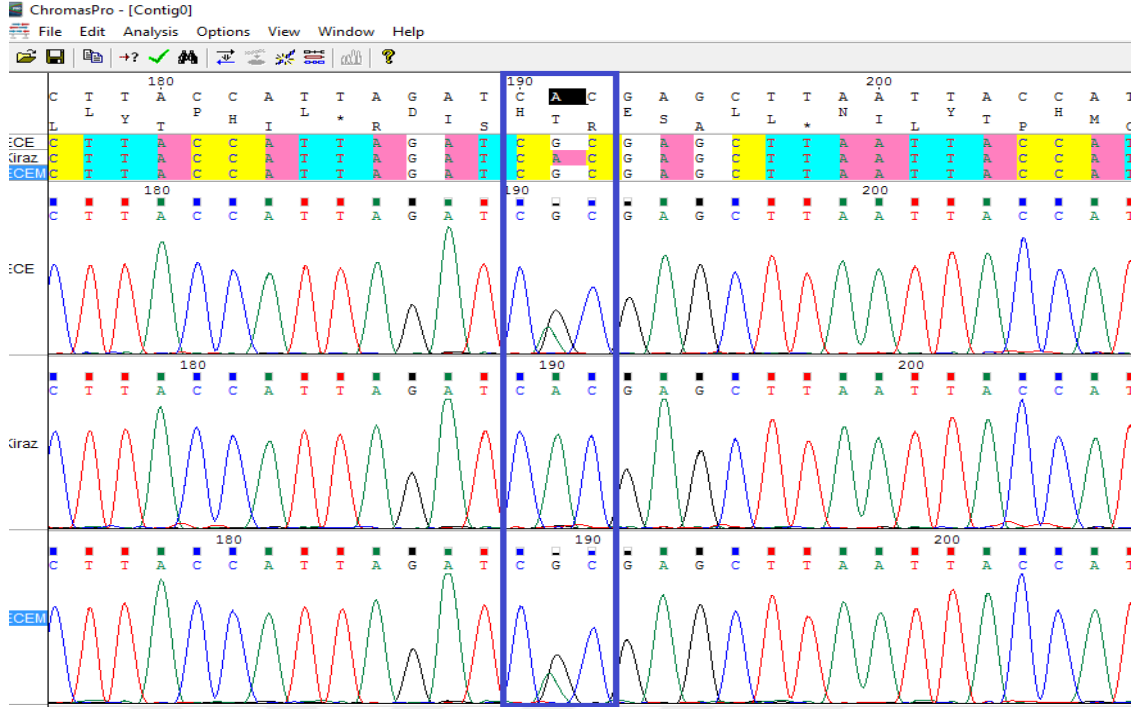 ChromasPro - [Contig0]
File Edit Analysis Options View Window Help
180 190 200
C T T A C C A T T A G A T C A C G A G C T T A A T T A C C A T
L P L D H E L N Y H
Y H * I T S L I T M
L T I R S R A * L P
ECE C T T A C C A T T A G A T C G C G A G C T T A A T T A C C A T
Kiraz C T T A C C A T T A G A T C A C G A G C T T A A T T A C C A T
ECEM C T T A C C A T T A G A T C G C G A G C T T A A T T A C C A T
180 190 200
C T T A C C A T T A G A T C G C G A G C T T A A T T A C C A T
ECE
180 190 200
C T T A C C A T T A G A T C A C G A G C T T A A T T A C C A T
Kiraz
180 190 200
C T T A C C A T T A G A T C G C G A G C T T A A T T A C C A T
ECEM